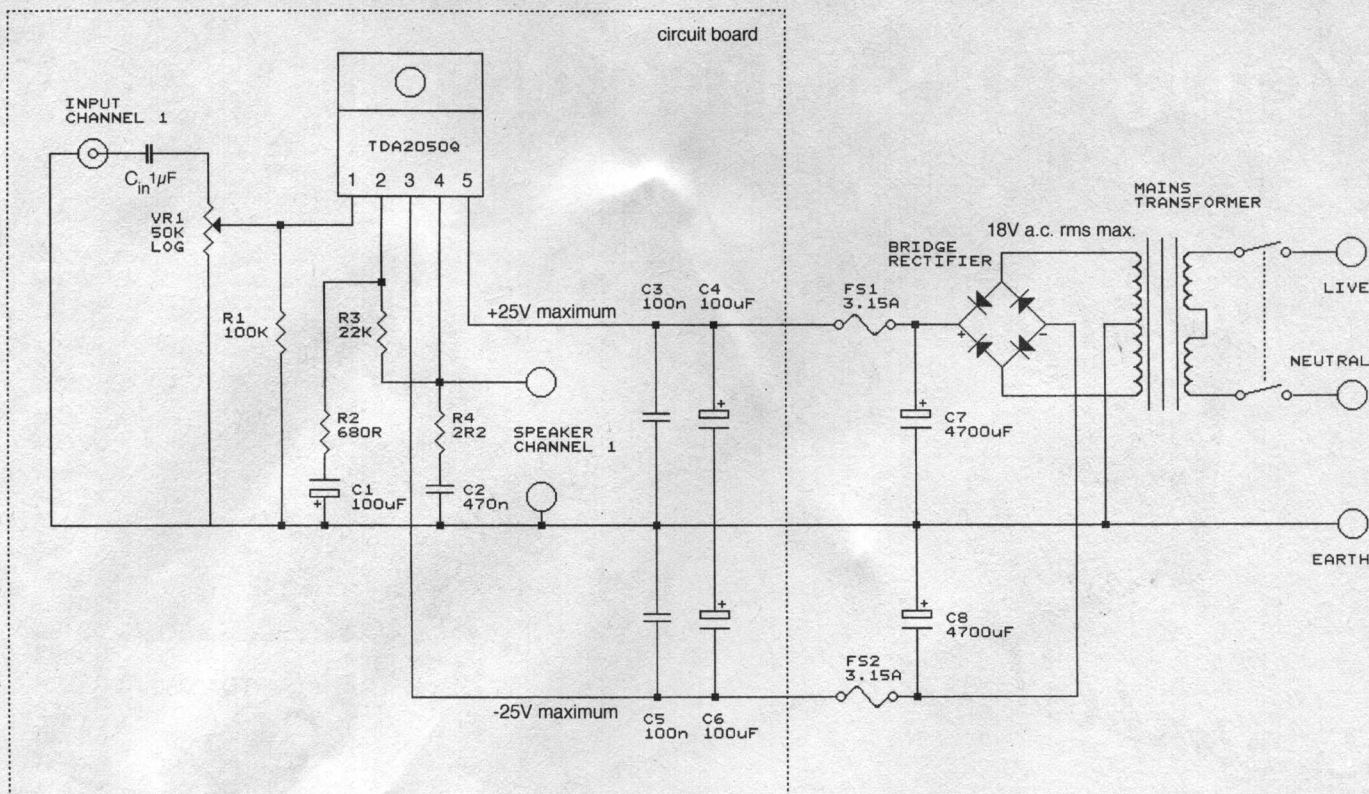 circuit board
INPUT
CHANNEL 1
TDA2050Q
1 2 3 4 5
Cin 1µF
VR1
50K
LOG
R1
100K
R3
22K
R2
680R
R4
2R2
C1
100uF
+
C2
470n
SPEAKER
CHANNEL 1
+25V maximum
-25V maximum
C3
100n
C4
100uF
+
C5
100n
C6
100uF
+
FS1
3.15A
FS2
3.15A
BRIDGE
RECTIFIER
+ -
C7
4700uF
+
C8
4700uF
+
18V a.c. rms max.
MAINS
TRANSFORMER
LIVE
NEUTRAL
EARTH